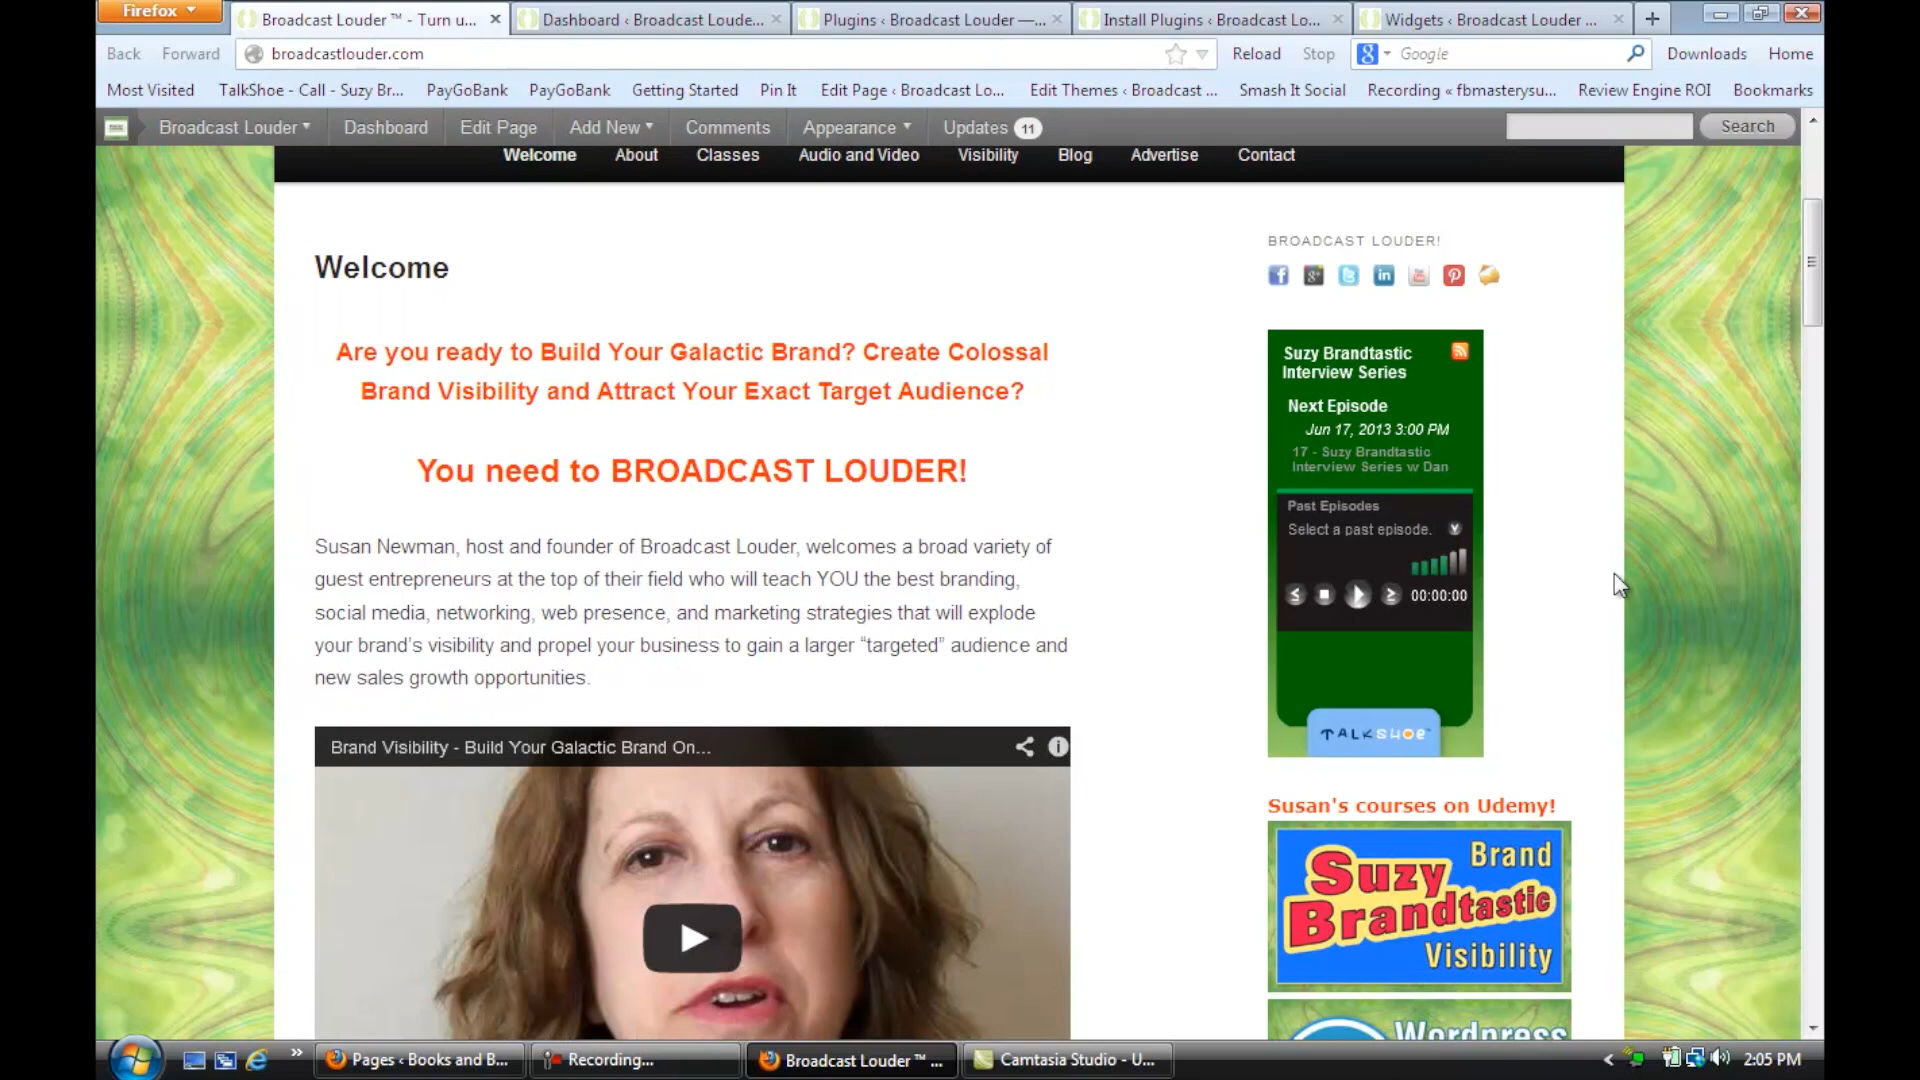 Firefox
Broadcast Louder ™ - Turn u...
Dashboard ‹ Broadcast Loude...
Plugins ‹ Broadcast Louder —...
Install Plugins ‹ Broadcast Lo...
Widgets ‹ Broadcast Louder ...
Back
Forward
broadcastlouder.com
Reload
Stop
Google
Downloads
Home
Most Visited
TalkShoe - Call - Suzy Br...
PayGoBank
PayGoBank
Getting Started
Pin It
Edit Page ‹ Broadcast Lo...
Edit Themes ‹ Broadcast ...
Smash It Social
Recording « fbmasterysu...
Review Engine ROI
Bookmarks
Broadcast Louder
Dashboard
Edit Page
Add New
Comments
Appearance
Updates 11
Search
Welcome
About
Classes
Audio and Video
Visibility
Blog
Advertise
Contact
Welcome
Are you ready to Build Your Galactic Brand? Create Colossal
Brand Visibility and Attract Your Exact Target Audience?
You need to BROADCAST LOUDER!
Susan Newman, host and founder of Broadcast Louder, welcomes a broad variety of
guest entrepreneurs at the top of their field who will teach YOU the best branding,
social media, networking, web presence, and marketing strategies that will explode
your brand’s visibility and propel your business to gain a larger “targeted” audience and
new sales growth opportunities.
Brand Visibility - Build Your Galactic Brand On...
BROADCAST LOUDER!
Suzy Brandtastic
Interview Series
Next Episode
Jun 17, 2013 3:00 PM
17 - Suzy Brandtastic
Interview Series w Dan
Past Episodes
Select a past episode.
00:00:00
TALKSHOE
Susan's courses on Udemy!
Suzy Brand
Brandtastic
Visibility
Wordpress
Pages ‹ Books and B...
Recording...
Broadcast Louder ™ ...
Camtasia Studio - U...
2:05 PM